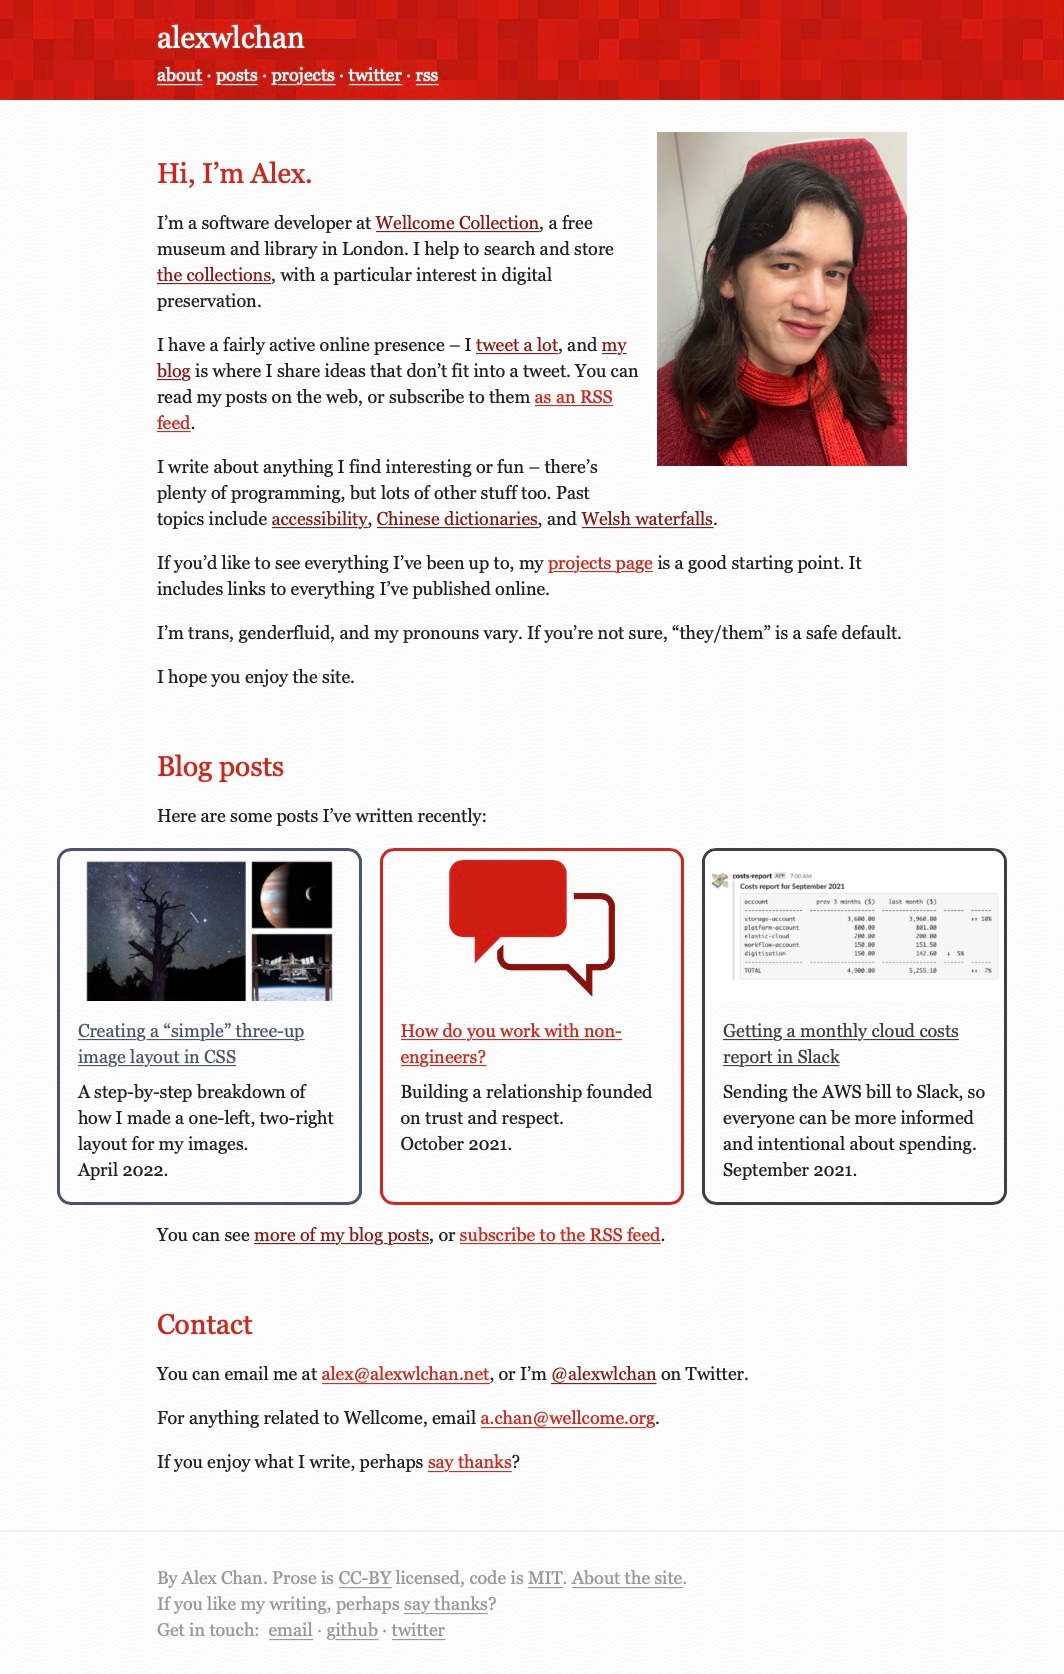 alexwlchan
about · posts · projects · twitter · rss
Hi, I’m Alex.
I’m a software developer at Wellcome Collection, a free
museum and library in London. I help to search and store
the collections, with a particular interest in digital
preservation.
I have a fairly active online presence – I tweet a lot, and my
blog is where I share ideas that don’t fit into a tweet. You can
read my posts on the web, or subscribe to them as an RSS
feed.
I write about anything I find interesting or fun – there’s
plenty of programming, but lots of other stuff too. Past
topics include accessibility, Chinese dictionaries, and Welsh waterfalls.
If you’d like to see everything I’ve been up to, my projects page is a good starting point. It
includes links to everything I’ve published online.
I’m trans, genderfluid, and my pronouns vary. If you’re not sure, “they/them” is a safe default.
I hope you enjoy the site.
Blog posts
Here are some posts I’ve written recently:
Creating a “simple” three-up
image layout in CSS
A step-by-step breakdown of
how I made a one-left, two-right
layout for my images.
April 2022.
How do you work with non-
engineers?
Building a relationship founded
on trust and respect.
October 2021.
costs-report APP 7:00 AM
Costs report for September 2021
account prev 3 months ($) last month ($)
storage-account 3,600.00 3,960.00 ↑↑ 10%
platform-account 800.00 801.00
elastic-cloud 200.00 200.00
workflow-account 150.00 151.50
digitisation 150.00 142.60 ↓ 5%
TOTAL 4,900.00 5,255.10 ↑↑ 7%
Getting a monthly cloud costs
report in Slack
Sending the AWS bill to Slack, so
everyone can be more informed
and intentional about spending.
September 2021.
You can see more of my blog posts, or subscribe to the RSS feed.
Contact
You can email me at alex@alexwlchan.net, or I’m @alexwlchan on Twitter.
For anything related to Wellcome, email a.chan@wellcome.org.
If you enjoy what I write, perhaps say thanks?
By Alex Chan. Prose is CC-BY licensed, code is MIT. About the site.
If you like my writing, perhaps say thanks?
Get in touch: email · github · twitter